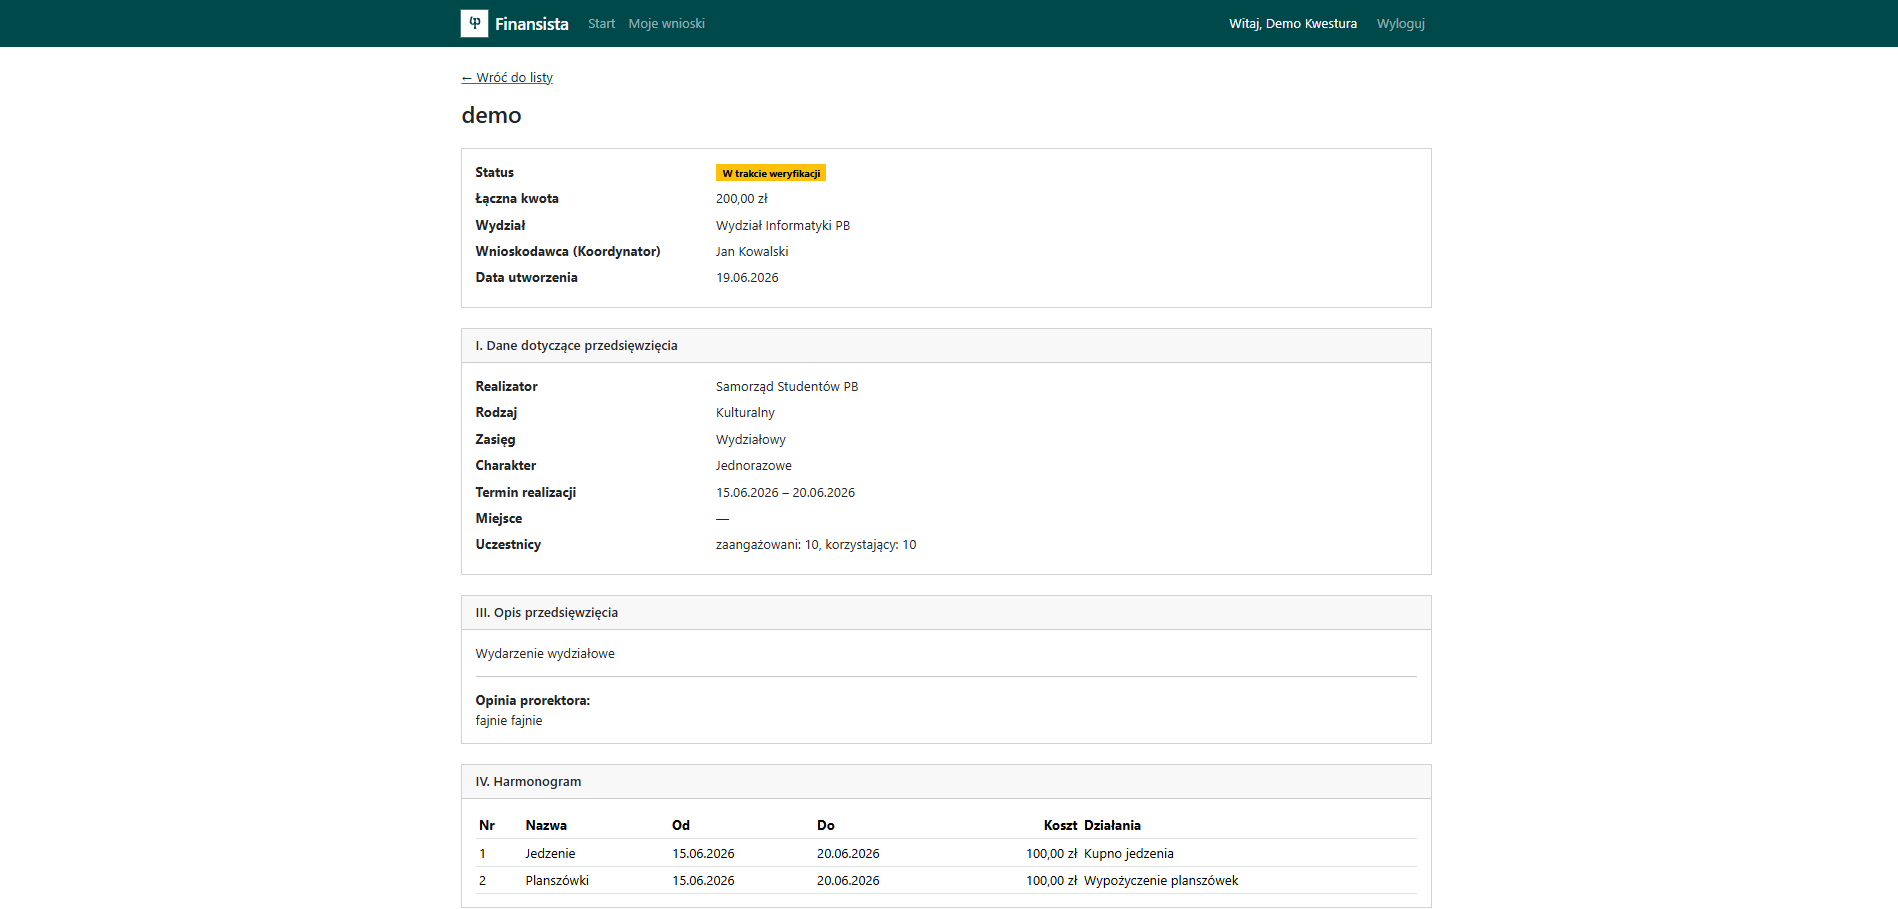 Finansista Start Moje wnioski Witaj, Demo Kwestura Wyloguj
← Wróć do listy
demo
Status W trakcie weryfikacji
Łączna kwota 200,00 zł
Wydział Wydział Informatyki PB
Wnioskodawca (Koordynator) Jan Kowalski
Data utworzenia 19.06.2026
I. Dane dotyczące przedsięwzięcia
Realizator Samorząd Studentów PB
Rodzaj Kulturalny
Zasięg Wydziałowy
Charakter Jednorazowe
Termin realizacji 15.06.2026 – 20.06.2026
Miejsce —
Uczestnicy zaangażowani: 10, korzystający: 10
III. Opis przedsięwzięcia
Wydarzenie wydziałowe
Opinia prorektora:
fajnie fajnie
IV. Harmonogram
Nr Nazwa Od Do Koszt Działania
1 Jedzenie 15.06.2026 20.06.2026 100,00 zł Kupno jedzenia
2 Planszówki 15.06.2026 20.06.2026 100,00 zł Wypożyczenie planszówek